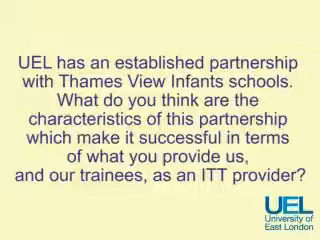 UEL has an established partnership
with Thames View Infants schools.
What do you think are the
characteristics of this partnership
which make it successful in terms
of what you provide us,
and our trainees, as an ITT provider?
UEL
University of
East London